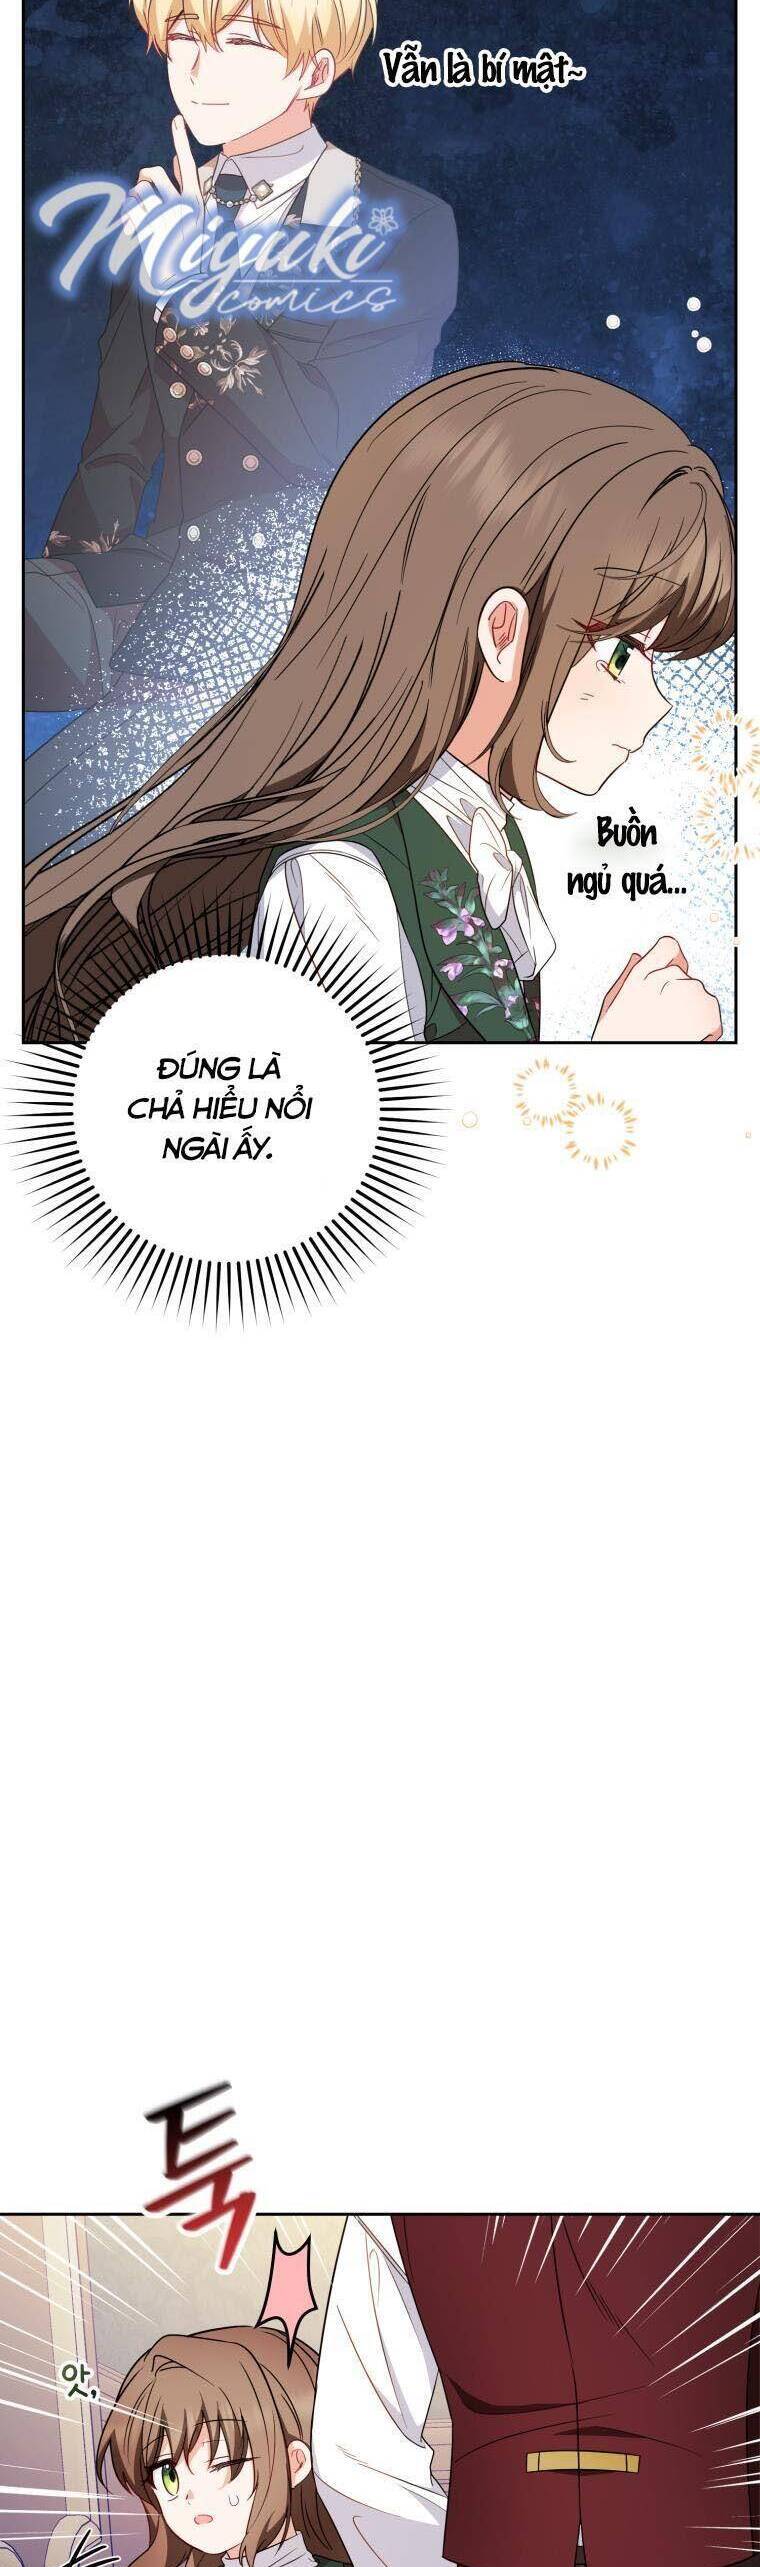 Vẫn là bí mật~
Miyuki
comics
Buồn
ngủ quá...
ĐÚNG LÀ
CHẢ HIỂU NỔI
NGÀI ẤY.
툭
앗,